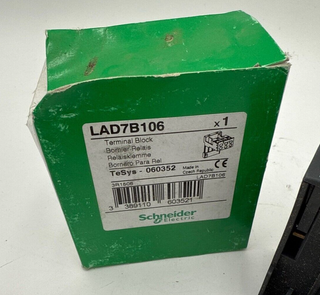 LAD7B106 x 1
Terminal Block
Bornier Relais
Relaisklemme
Bornero Para Rel.
TeSys - 060352
Made in
Czech Republic
CE
LAD7B106
3 389110 603521
Schneider
Electric